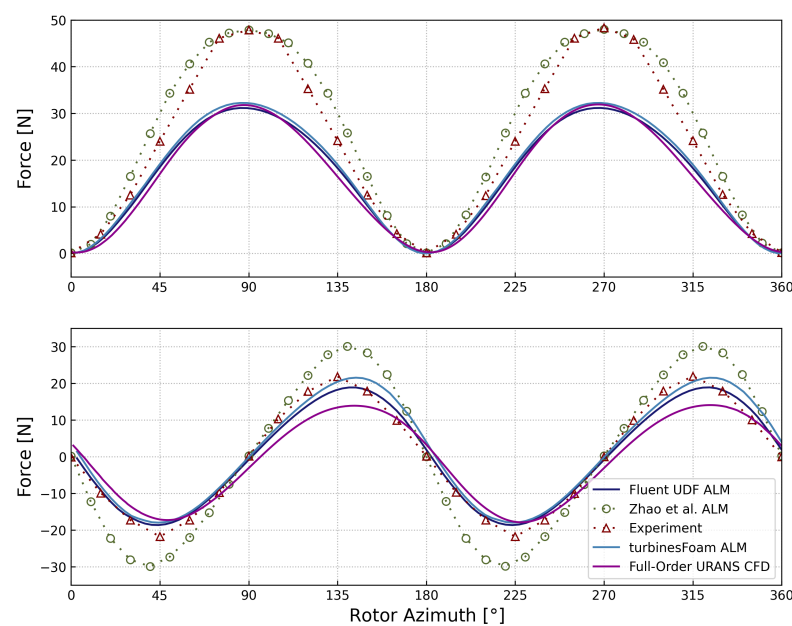 50
40
30
20
10
0
Force [N]
0 45 90 135 180 225 270 315 360
30
20
10
0
−10
−20
−30
Force [N]
Fluent UDF ALM
Zhao et al. ALM
Experiment
turbinesFoam ALM
Full-Order URANS CFD
0 45 90 135 180 225 270 315 360
Rotor Azimuth [°]